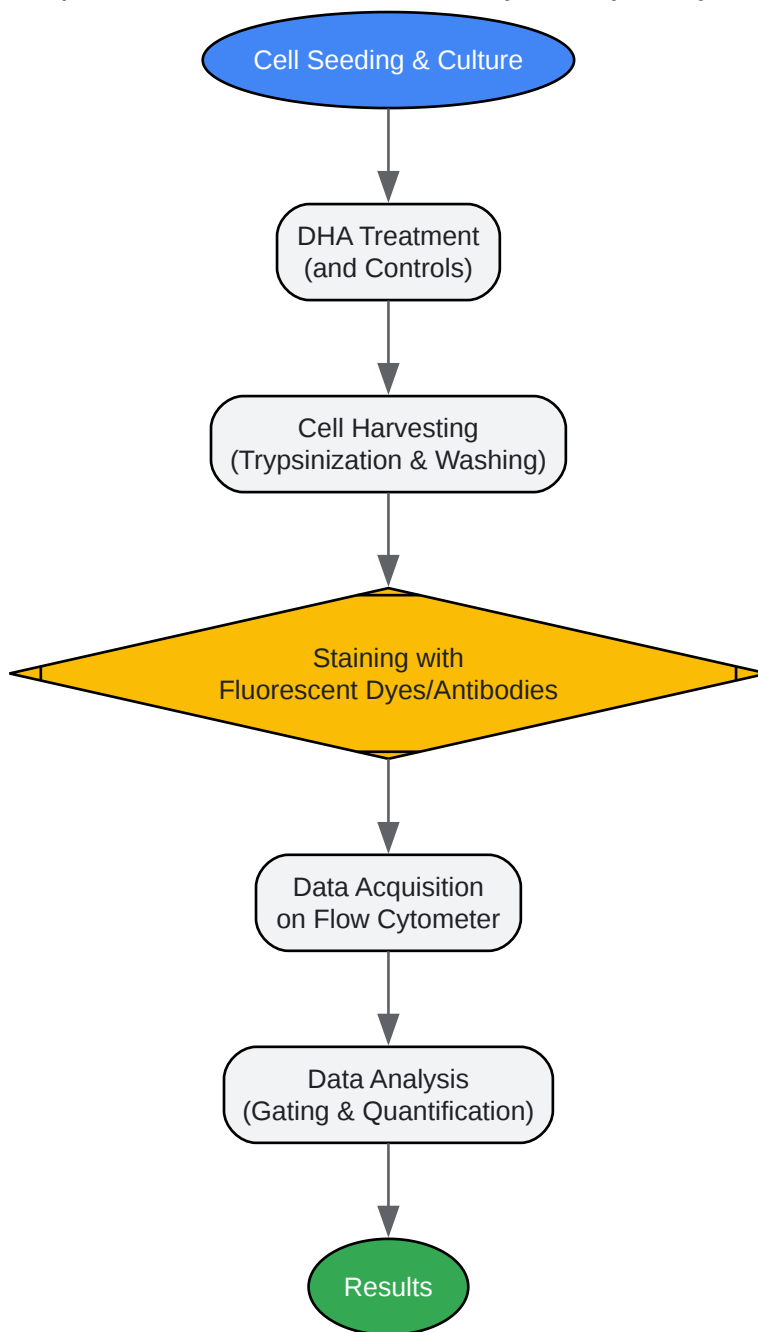 Cell Seeding & Culture
DHA Treatment
(and Controls)
Cell Harvesting
(Trypsinization & Washing)
Staining with
Fluorescent Dyes/Antibodies
Data Acquisition
on Flow Cytometer
Data Analysis
(Gating & Quantification)
Results